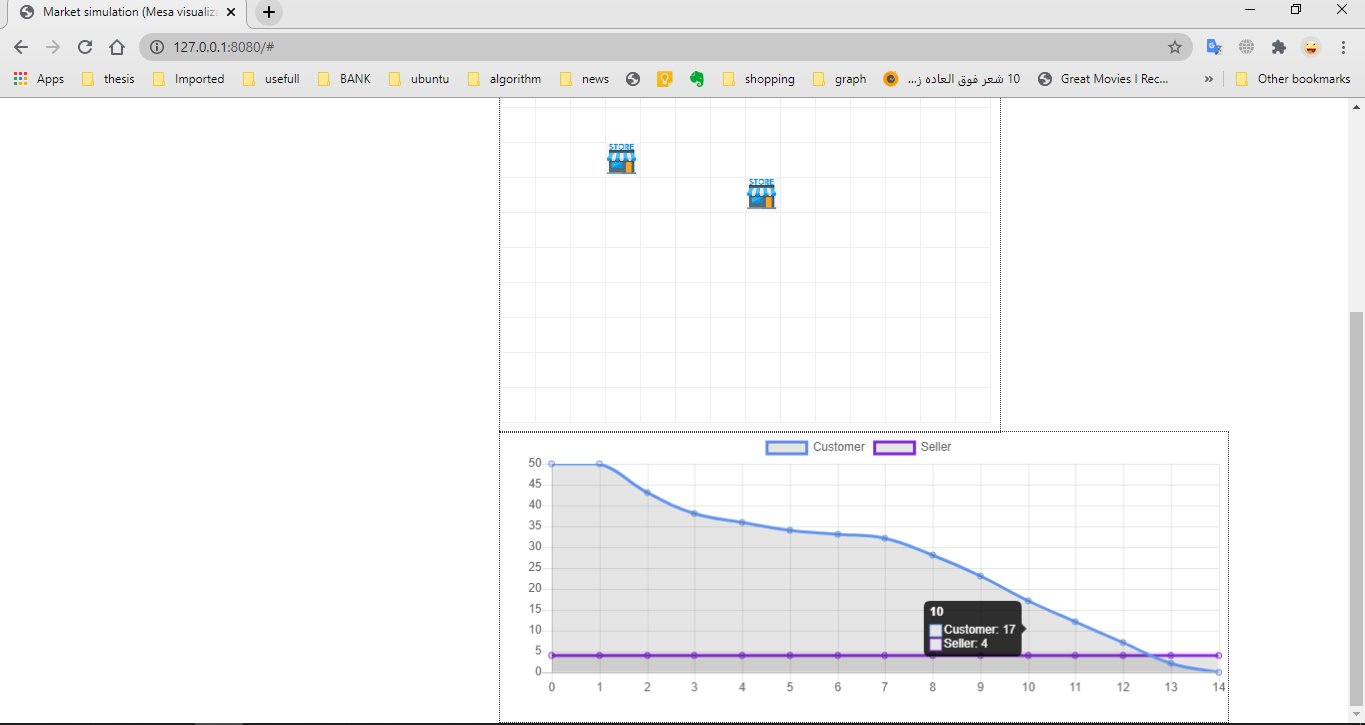 Market simulation (Mesa visualiza
127.0.0.1:8080/#
Apps thesis Imported usefull BANK ubuntu algorithm news shopping graph 10 شعر فوق العاده ز... Great Movies I Rec... » Other bookmarks
STORE
STORE
Customer Seller
50
45
40
35
30
25
20
15
10
5
0
10
Customer: 17
Seller: 4
0 1 2 3 4 5 6 7 8 9 10 11 12 13 14